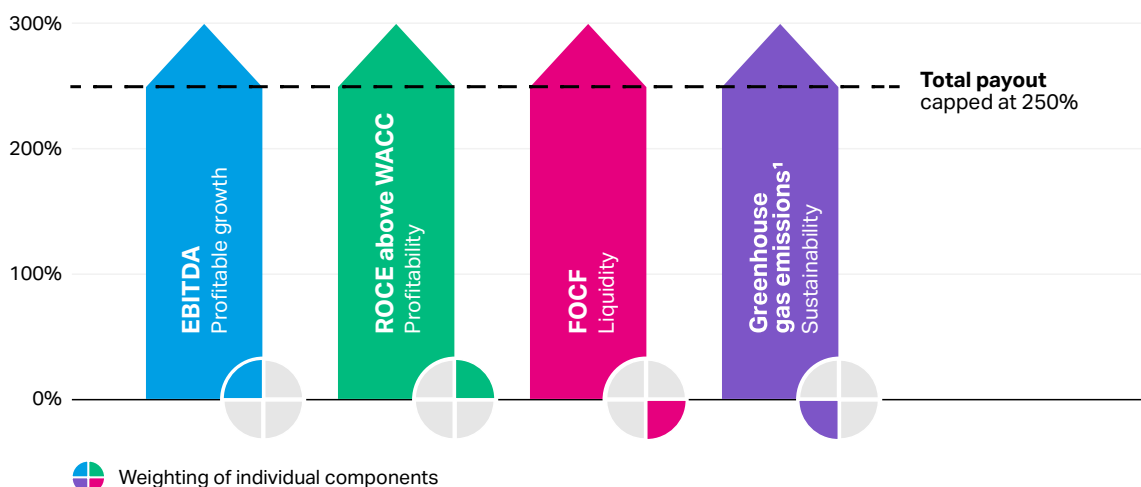 300%
Total payout
capped at 250%
200%
100%
0%
EBITDA
Profitable growth
ROCE above WACC
Profitability
FOCF
Liquidity
Greenhouse
gas emissions¹
Sustainability
Weighting of individual components